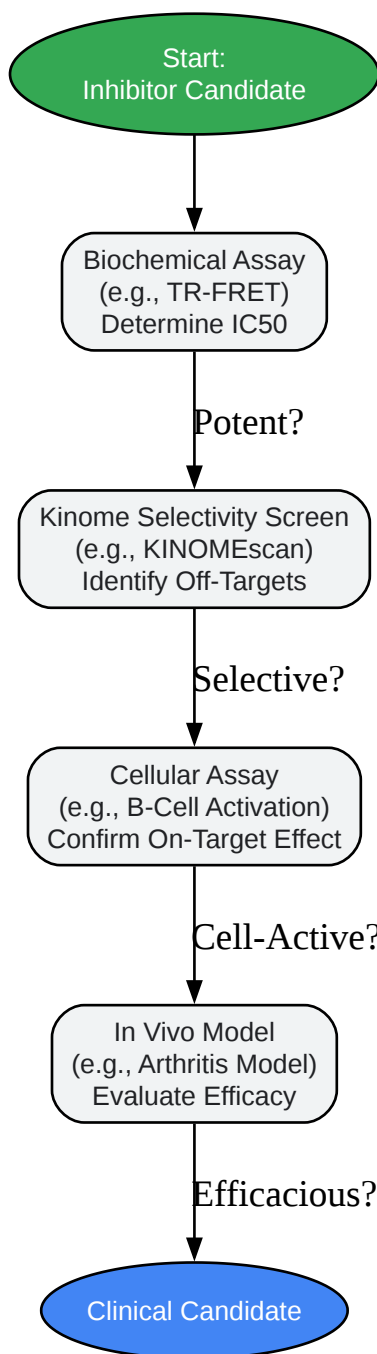 Start:
Inhibitor Candidate
Biochemical Assay
(e.g., TR-FRET)
Determine IC50
Potent?
Kinome Selectivity Screen
(e.g., KINOMEscan)
Identify Off-Targets
Selective?
Cellular Assay
(e.g., B-Cell Activation)
Confirm On-Target Effect
Cell-Active?
In Vivo Model
(e.g., Arthritis Model)
Evaluate Efficacy
Efficacious?
Clinical Candidate